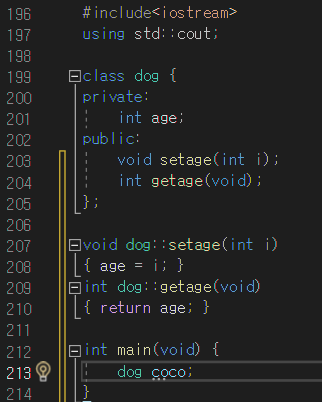 196 #include<iostream>
197 using std::cout;
198
199 class dog {
200 private:
201 int age;
202 public:
203 void setage(int i);
204 int getage(void);
205 };
206
207 void dog::setage(int i)
208 { age = i; }
209 int dog::getage(void)
210 { return age; }
211
212 int main(void) {
213 dog coco;
214 }